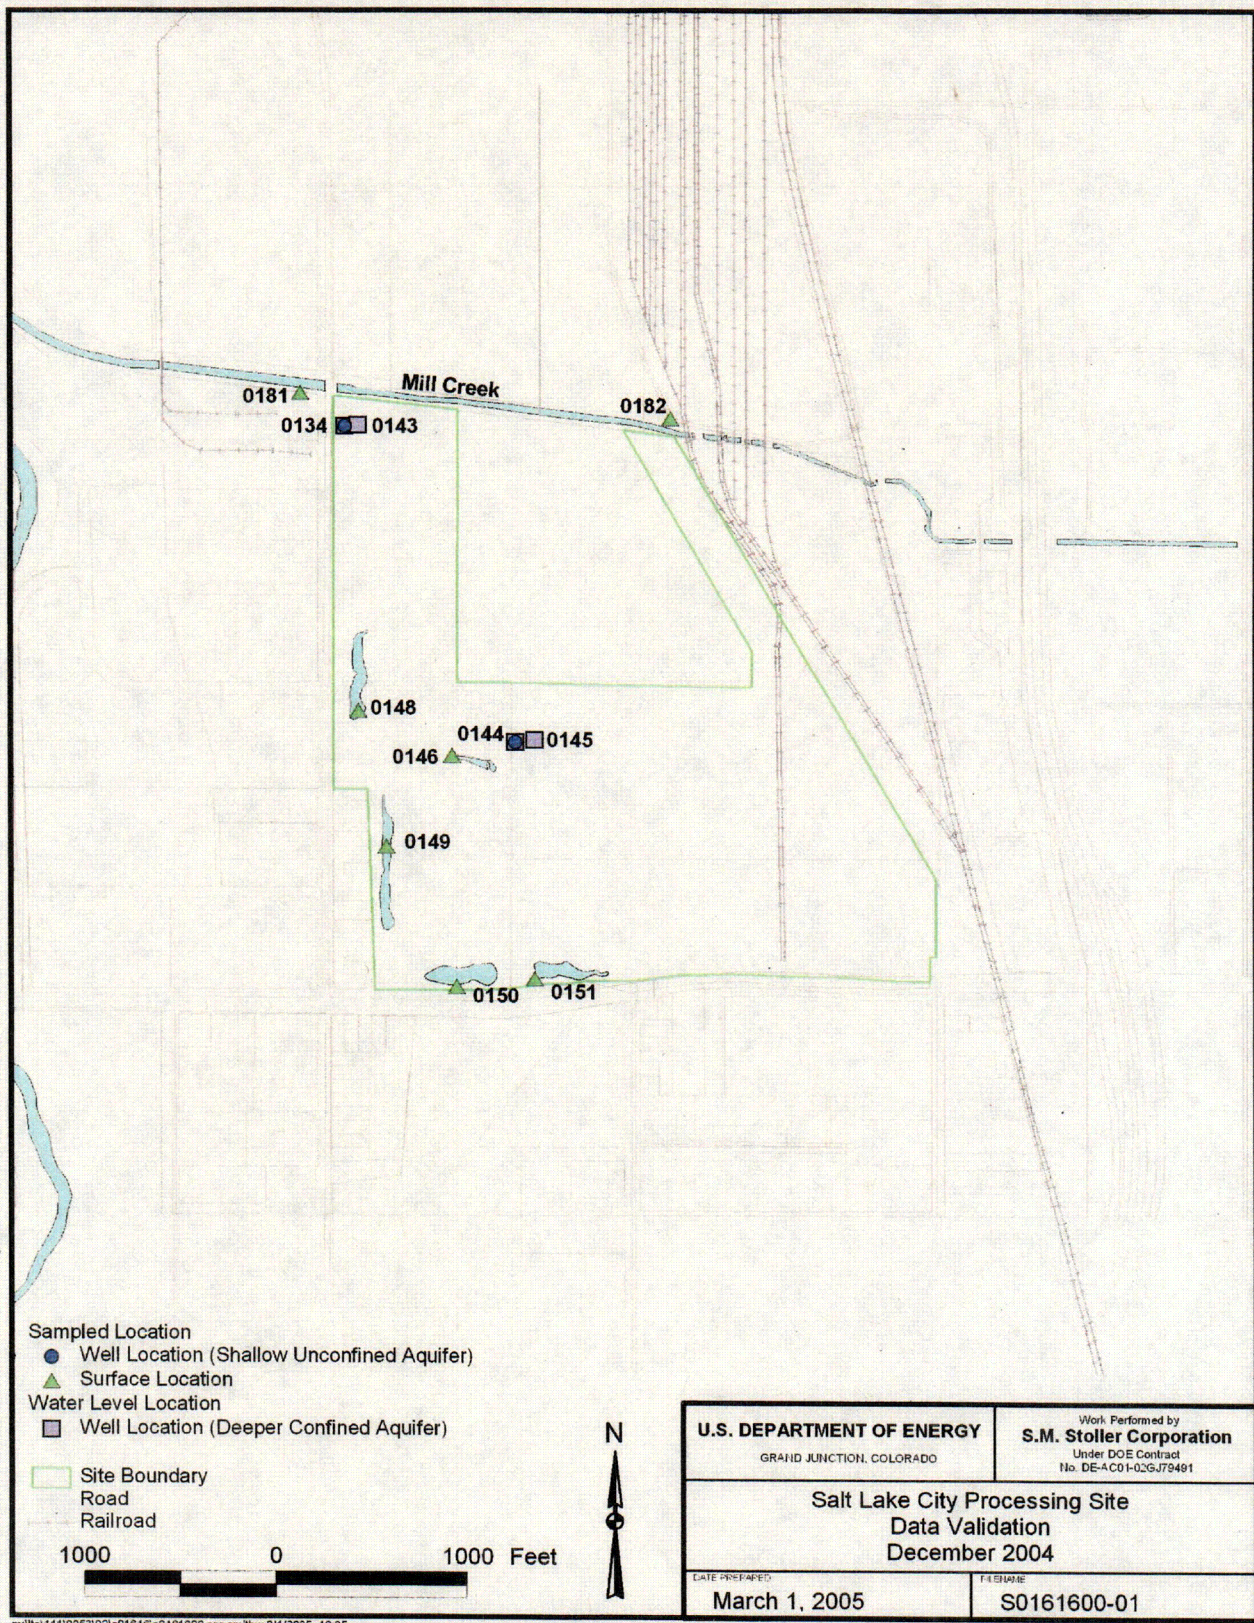 Mill Creek
0181
0182
0134
0143
0148
0144
0145
0146
0149
0150
0151
Sampled Location
Well Location (Shallow Unconfined Aquifer)
Surface Location
Water Level Location
Well Location (Deeper Confined Aquifer)
Site Boundary
Road
Railroad
1000 0 1000 Feet
N
U.S. DEPARTMENT OF ENERGY
GRAND JUNCTION, COLORADO
Work Performed by
S.M. Stoller Corporation
Under DOE Contract
No. DE-AC01-02GJ79491
Salt Lake City Processing Site
Data Validation
December 2004
DATE PREPARED
March 1, 2005
FILENAME
S0161600-01